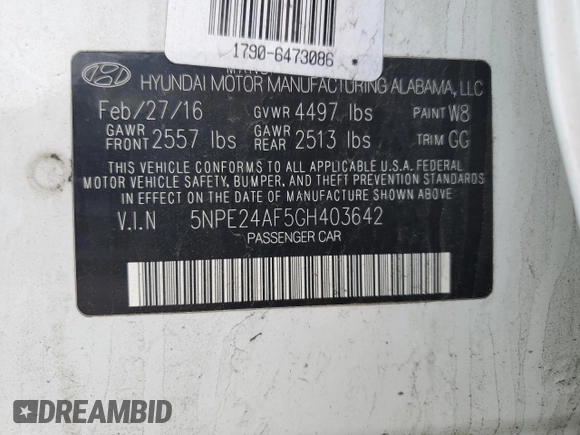 1790-6473086
HYUNDAI MOTOR MANUFACTURING ALABAMA, LLC
Feb/27/16 GVWR 4497 lbs PAINT W8
GAWR FRONT 2557 lbs GAWR REAR 2513 lbs TRIM GG
THIS VEHICLE CONFORMS TO ALL APPLICABLE U.S.A. FEDERAL
MOTOR VEHICLE SAFETY, BUMPER, AND THEFT PREVENTION STANDARDS
IN EFFECT ON THE DATE OF MANUFACTURE SHOWN ABOVE
V.I.N 5NPE24AF5GH403642
PASSENGER CAR
DREAMBID